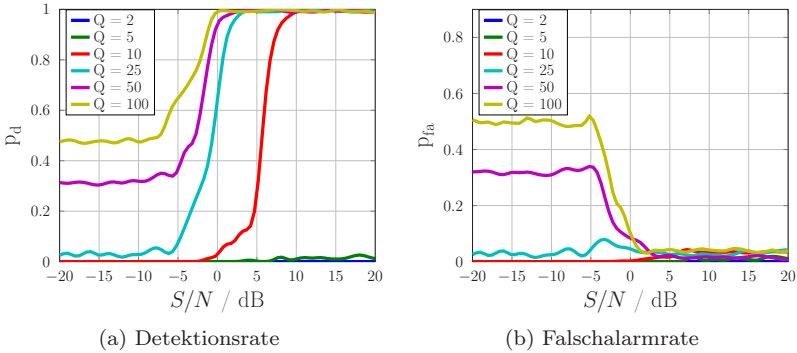 1
0.8
0.6
0.4
0.2
0
p_d
Q = 2
Q = 5
Q = 10
Q = 25
Q = 50
Q = 100
−20 −15 −10 −5 0 5 10 15 20
S/N / dB
(a) Detektionsrate
0.8
0.6
0.4
0.2
0
p_fa
Q = 2
Q = 5
Q = 10
Q = 25
Q = 50
Q = 100
−20 −15 −10 −5 0 5 10 15 20
S/N / dB
(b) Falschalarmrate